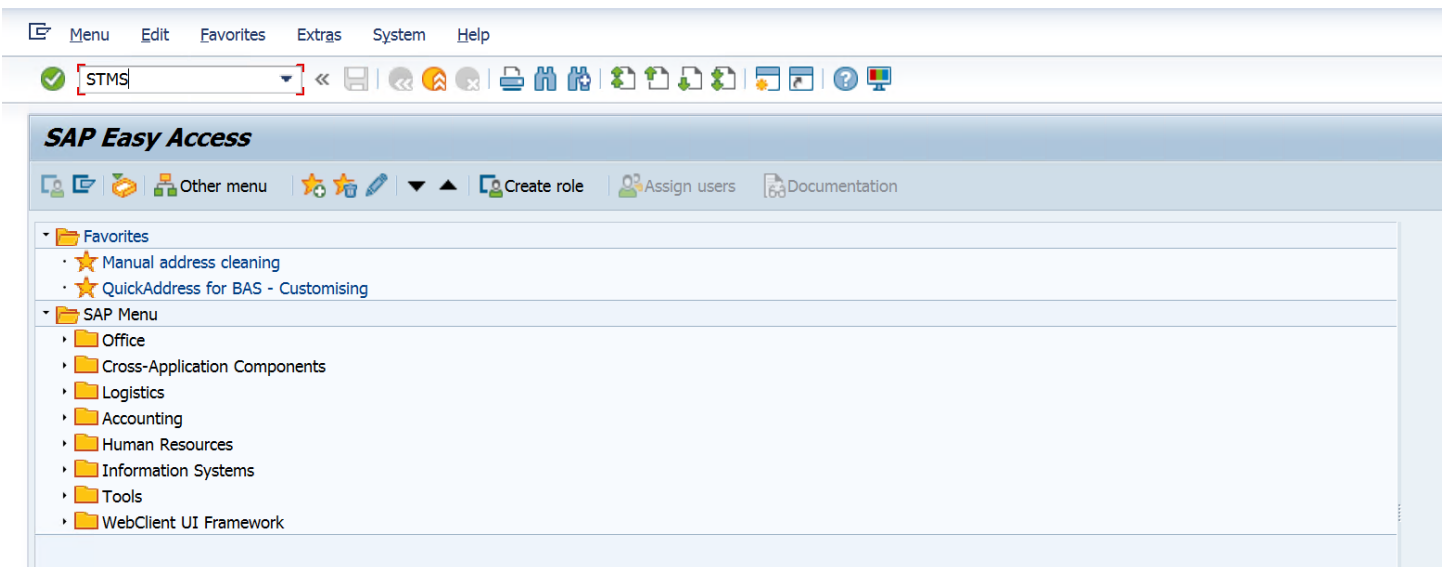 Menu Edit Favorites Extras System Help
STMS
SAP Easy Access
Other menu Create role Assign users Documentation
Favorites
Manual address cleaning
QuickAddress for BAS - Customising
SAP Menu
Office
Cross-Application Components
Logistics
Accounting
Human Resources
Information Systems
Tools
WebClient UI Framework